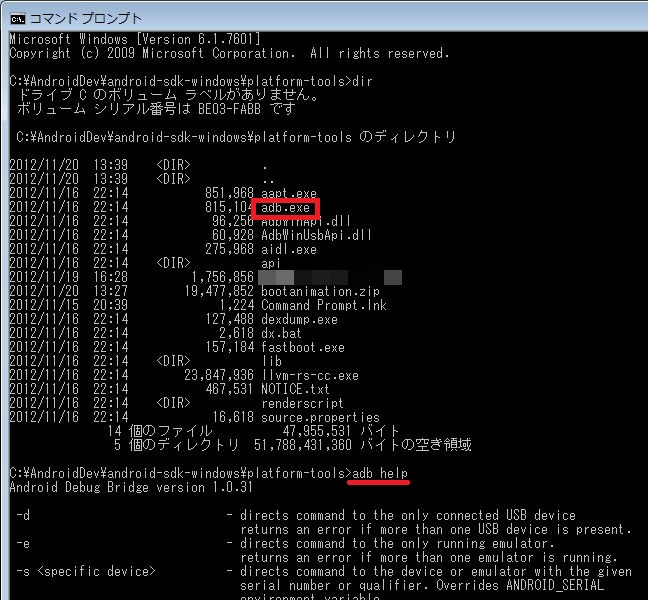 コマンド プロンプト
Microsoft Windows [Version 6.1.7601]
Copyright (c) 2009 Microsoft Corporation.  All rights reserved.
C:¥AndroidDev¥android-sdk-windows¥platform-tools>dir
 ドライブ C のボリューム ラベルがありません。
 ボリューム シリアル番号は BE03-FABB です
 C:¥AndroidDev¥android-sdk-windows¥platform-tools のディレクトリ
2012/11/20  13:39    <DIR>          .
2012/11/20  13:39    <DIR>          ..
2012/11/16  22:14           851,968 aapt.exe
2012/11/16  22:14           815,104 adb.exe
2012/11/16  22:14            96,256 AdbWinApi.dll
2012/11/16  22:14            60,928 AdbWinUsbApi.dll
2012/11/16  22:14           275,968 aidl.exe
2012/11/16  22:14    <DIR>          api
2012/11/19  16:28         1,756,856
2012/11/20  13:27        19,477,852 bootanimation.zip
2012/11/15  20:39             1,224 Command Prompt.lnk
2012/11/16  22:14           127,488 dexdump.exe
2012/11/16  22:14             2,618 dx.bat
2012/11/16  22:14           157,184 fastboot.exe
2012/11/16  22:14    <DIR>          lib
2012/11/16  22:14        23,847,936 llvm-rs-cc.exe
2012/11/16  22:14           467,531 NOTICE.txt
2012/11/16  22:14    <DIR>          renderscript
2012/11/16  22:14            16,618 source.properties
              14 個のファイル          47,955,531 バイト
               5 個のディレクトリ  51,788,431,360 バイトの空き領域
C:¥AndroidDev¥android-sdk-windows¥platform-tools>adb help
Android Debug Bridge version 1.0.31
 -d                            - directs command to the only connected USB device
                                 returns an error if more than one USB device is present.
 -e                            - directs command to the only running emulator.
                                 returns an error if more than one emulator is running.
 -s <specific device>          - directs command to the device or emulator with the given
                                 serial number or qualifier. Overrides ANDROID_SERIAL
                                 environment variable.